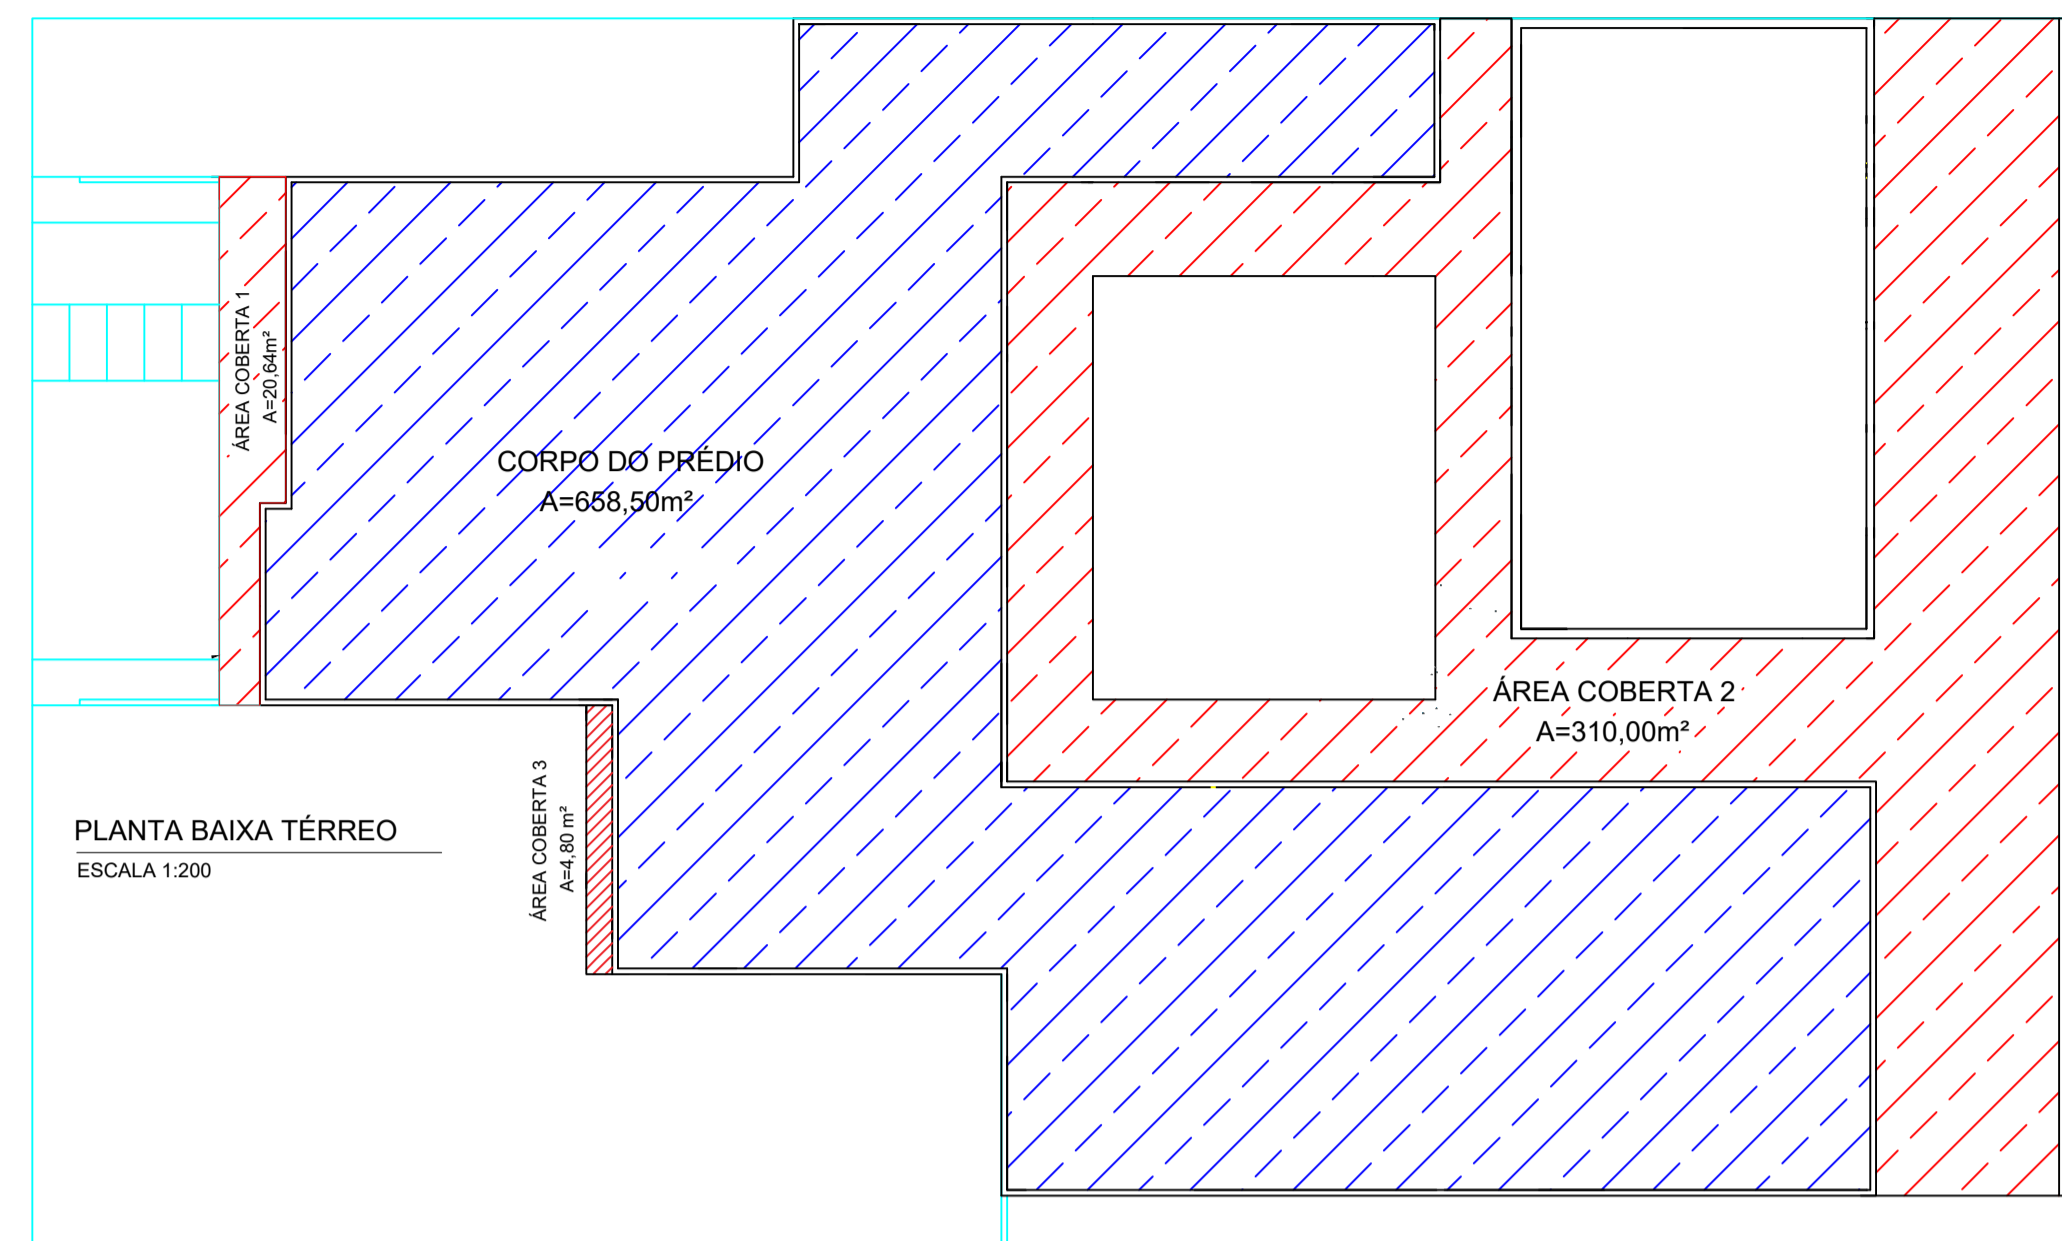 ÁREA COBERTA 1
A=20,64m²
CORPO DO PRÉDIO
A=658,50m²
ÁREA COBERTA 2
A=310,00m²
ÁREA COBERTA 3
A=4,80 m²
PLANTA BAIXA TÉRREO
ESCALA 1:200